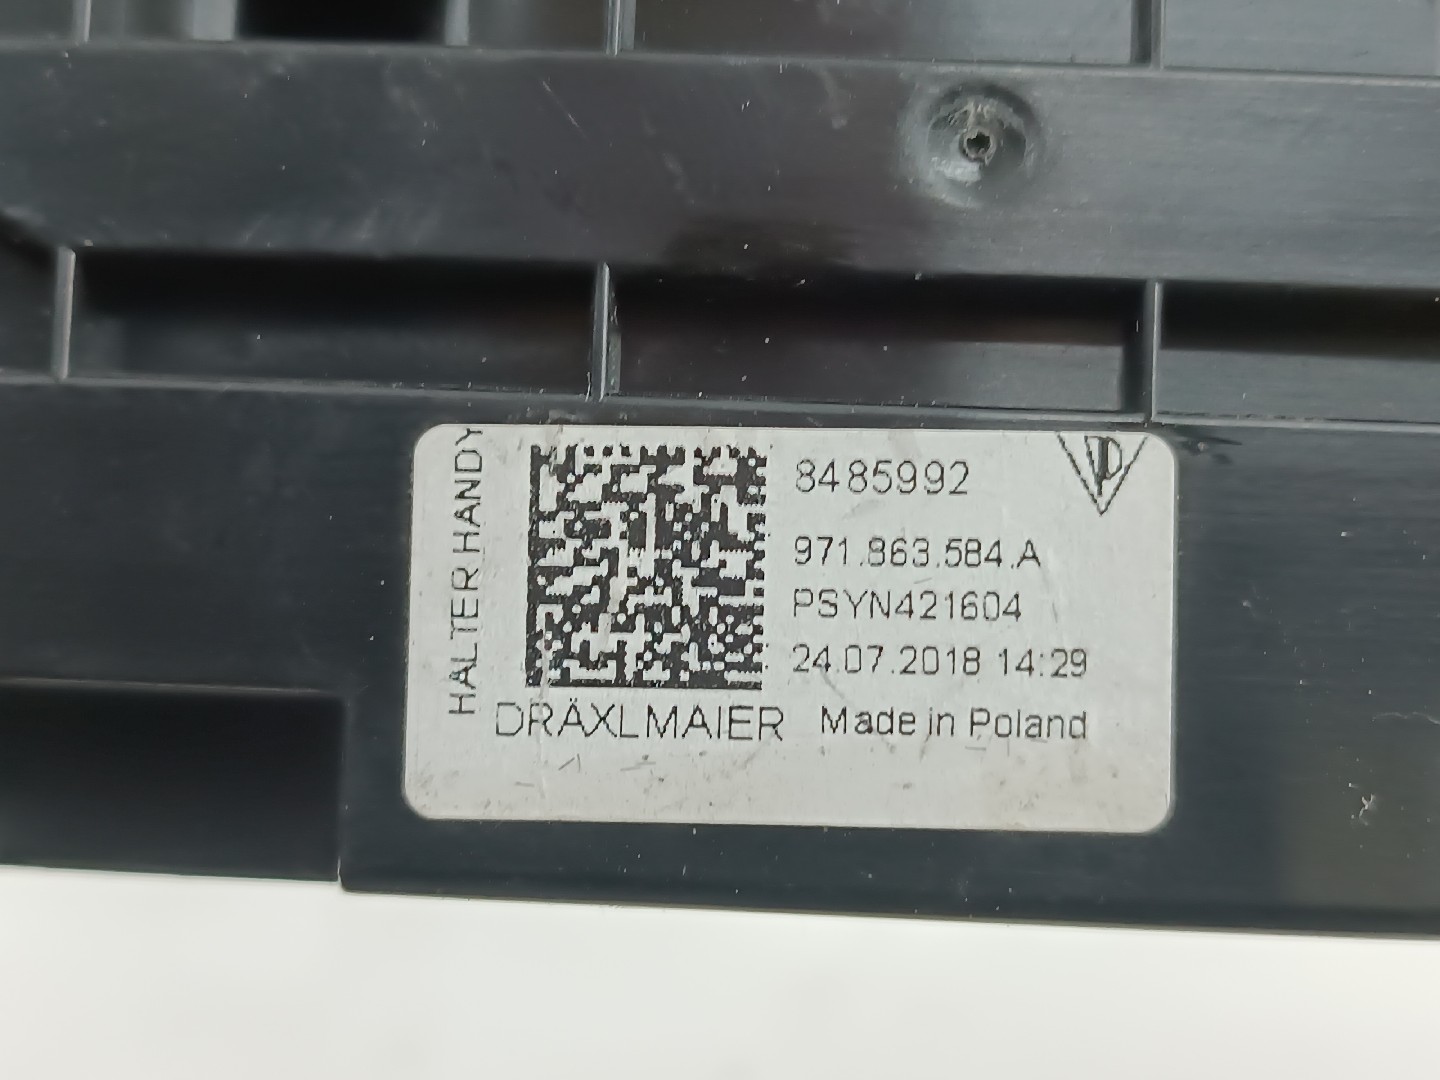 HALTER HANDY
8485992
971.863.584.A
PSYN421604
24.07.2018 14:29
DRÄXLMAIER Made in Poland